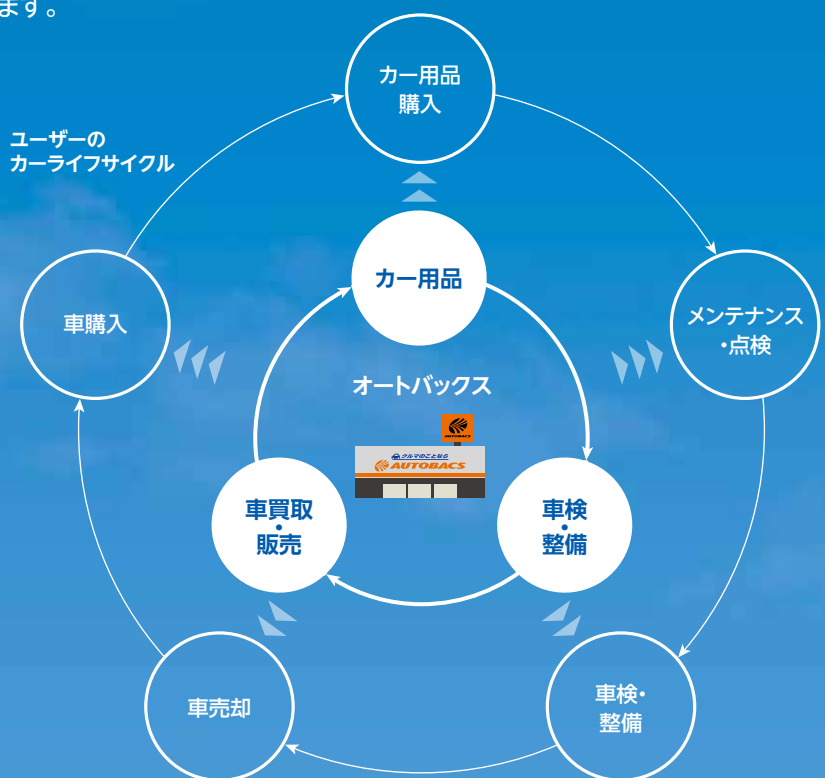 ます。
カー用品
購入
ユーザーの
カーライフサイクル
カー用品
車購入
メンテナンス
・点検
オートバックス
AUTOBACS
クルマのことなら
AUTOBACS
車買取
・
販売
車検
・
整備
車売却
車検・
整備